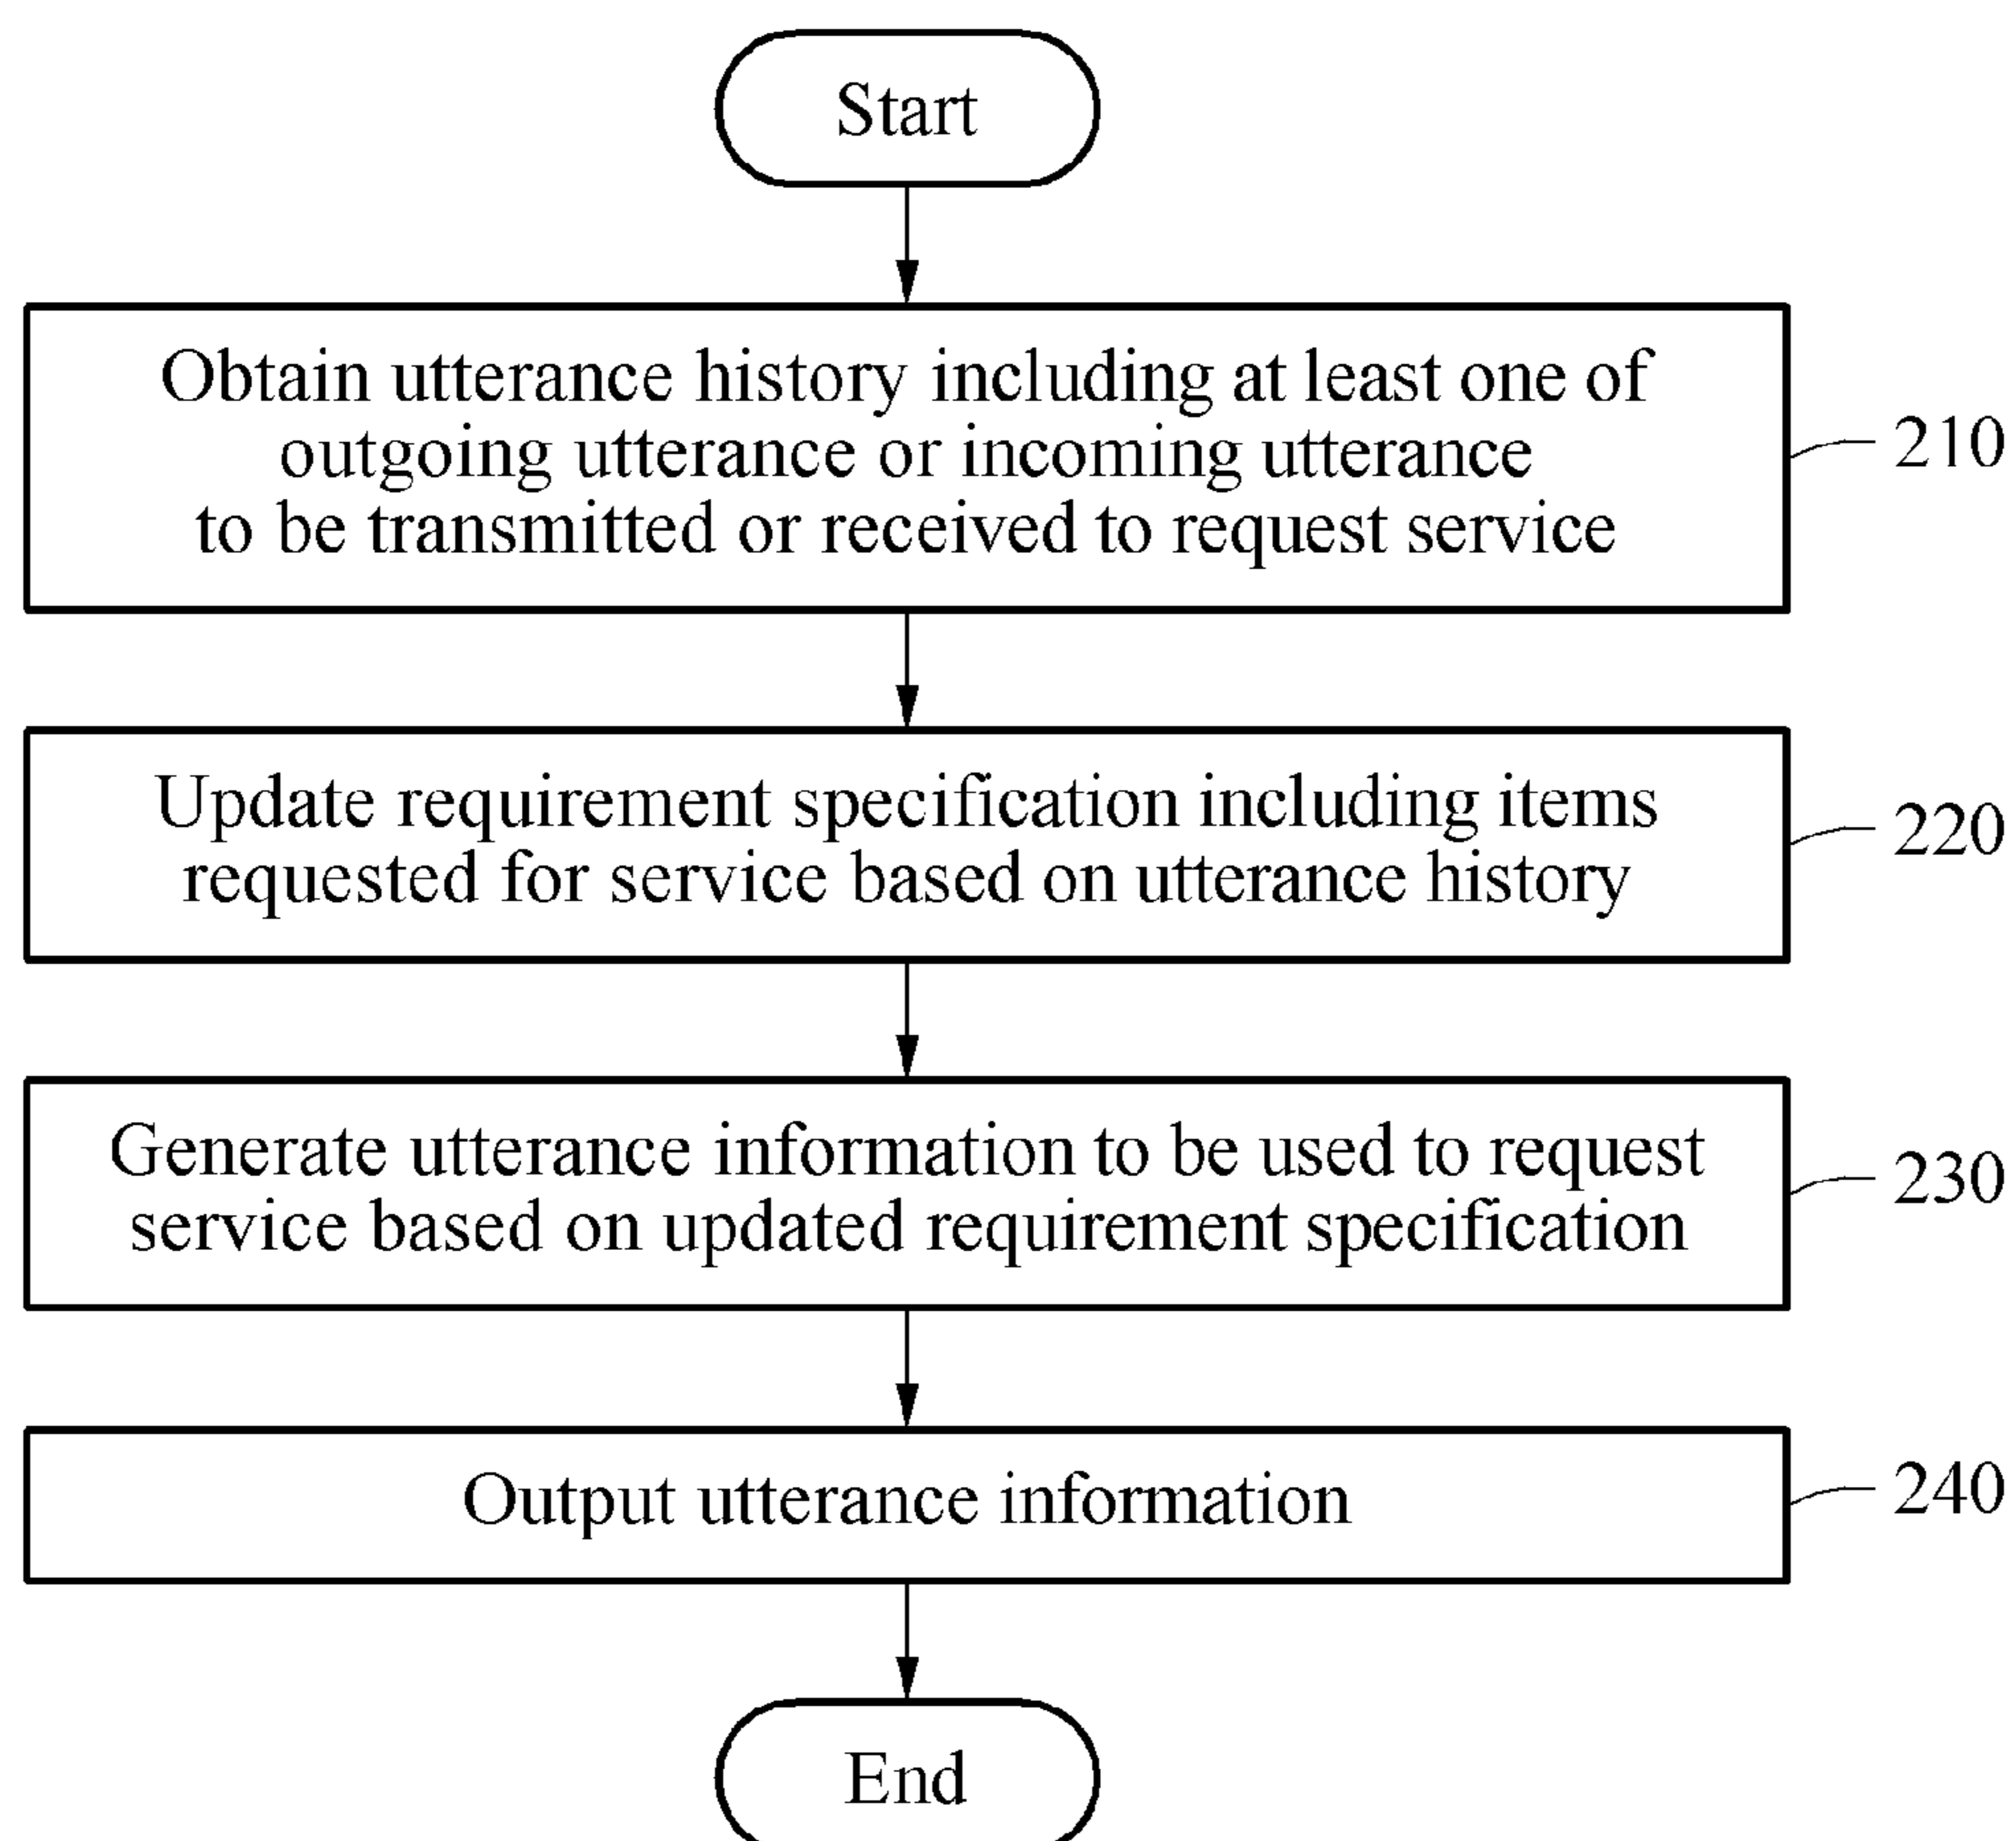 Start
Obtain utterance history including at least one of
outgoing utterance or incoming utterance
to be transmitted or received to request service
210
Update requirement specification including items
requested for service based on utterance history
220
Generate utterance information to be used to request
service based on updated requirement specification
230
Output utterance information
240
End